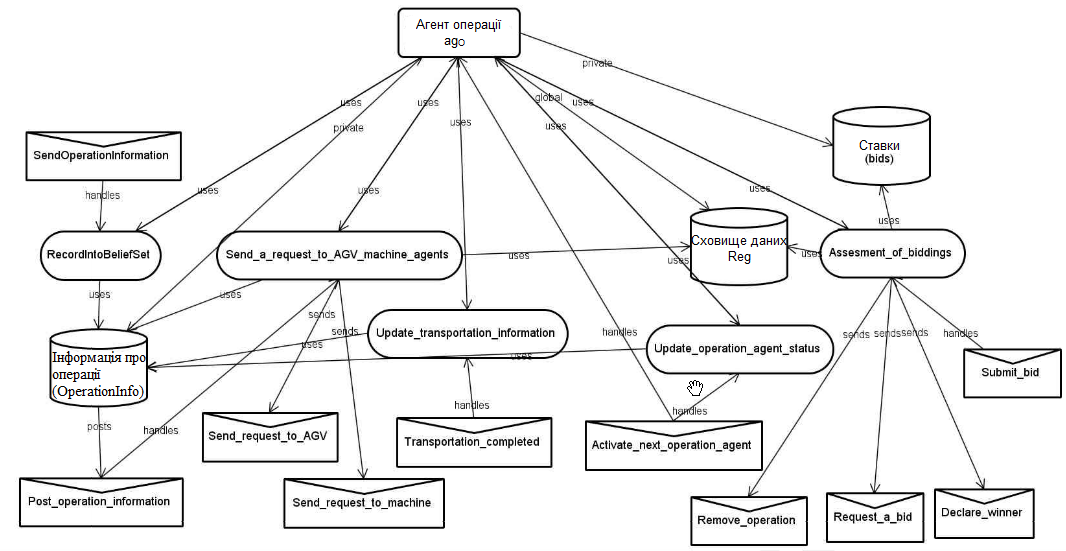 Агент операції
ago
private
uses
private
uses
uses
global
uses
uses
Ставки
(bids)
SendOperationInformation
handles
uses
uses
uses
uses
RecordIntoBeliefSet
Send_a_request_to_AGV_machine_agents
uses
Сховище даних
Reg
uses
uses
Assesment_of_biddings
uses
uses
sends
sends
uses
Update_transportation_information
handles
uses
Update_operation_agent_status
sends
sends
sends
handles
Інформація про
операції
(OperationInfo)
Submit_bid
posts
handles
handles
handles
Send_request_to_AGV
Transportation_completed
Activate_next_operation_agent
Post_operation_information
Send_request_to_machine
Remove_operation
Request_a_bid
Declare_winner